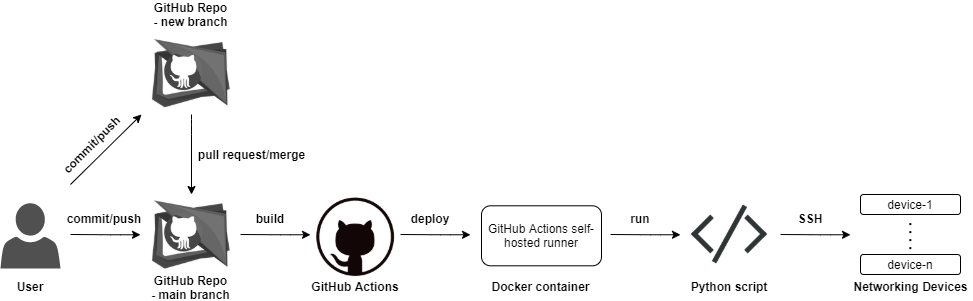 GitHub Repo
- new branch
commit/push
pull request/merge
commit/push
build
deploy
GitHub Actions self-
hosted runner
run
SSH
device-1
device-n
User
GitHub Repo
- main branch
GitHub Actions
Docker container
Python script
Networking Devices